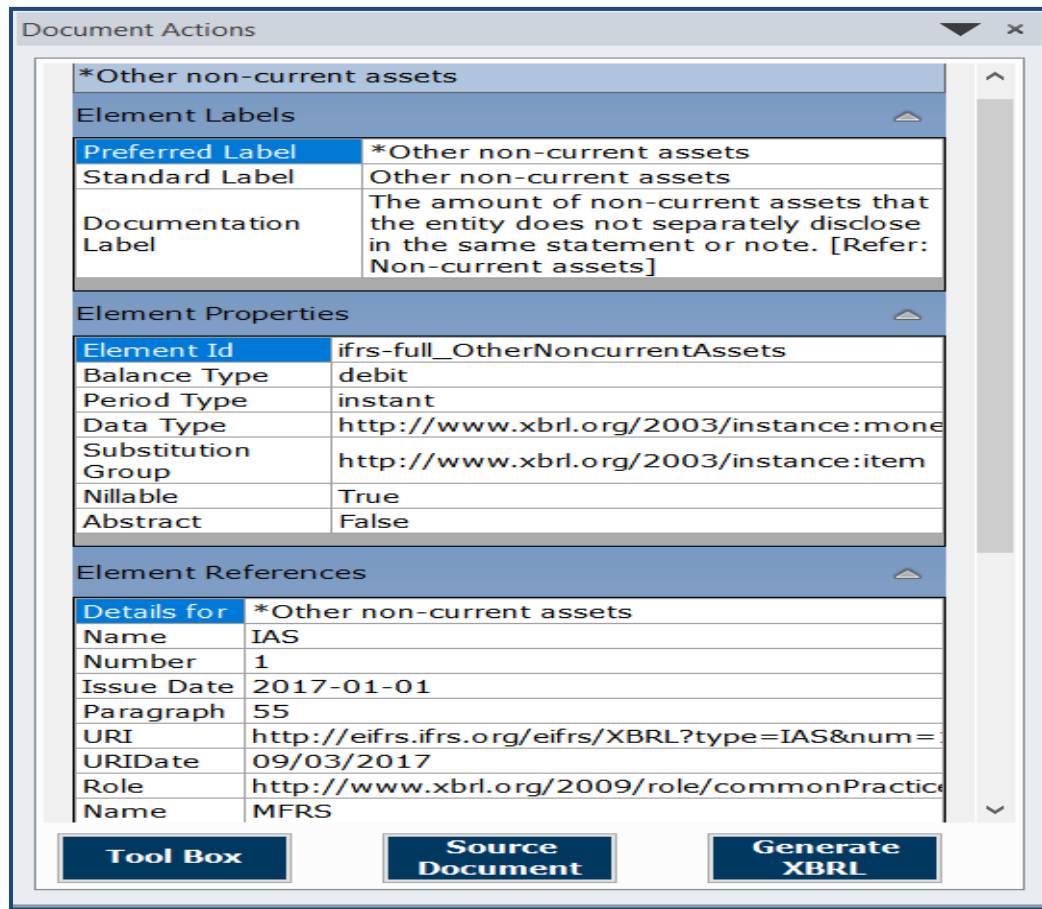 Document Actions
*Other non-current assets
Element Labels
Preferred Label *Other non-current assets
Standard Label Other non-current assets
Documentation Label The amount of non-current assets that
the entity does not separately disclose
in the same statement or note. [Refer:
Non-current assets]
Element Properties
Element Id ifrs-full_OtherNoncurrentAssets
Balance Type debit
Period Type instant
Data Type http://www.xbrl.org/2003/instance:mone
Substitution Group http://www.xbrl.org/2003/instance:item
Nillable True
Abstract False
Element References
Details for *Other non-current assets
Name IAS
Number 1
Issue Date 2017-01-01
Paragraph 55
URI http://eifrs.ifrs.org/eifrs/XBRL?type=IAS&num=
URIDate 09/03/2017
Role http://www.xbrl.org/2009/role/commonPractice
Name MFRS
Tool Box
Source
Document
Generate
XBRL